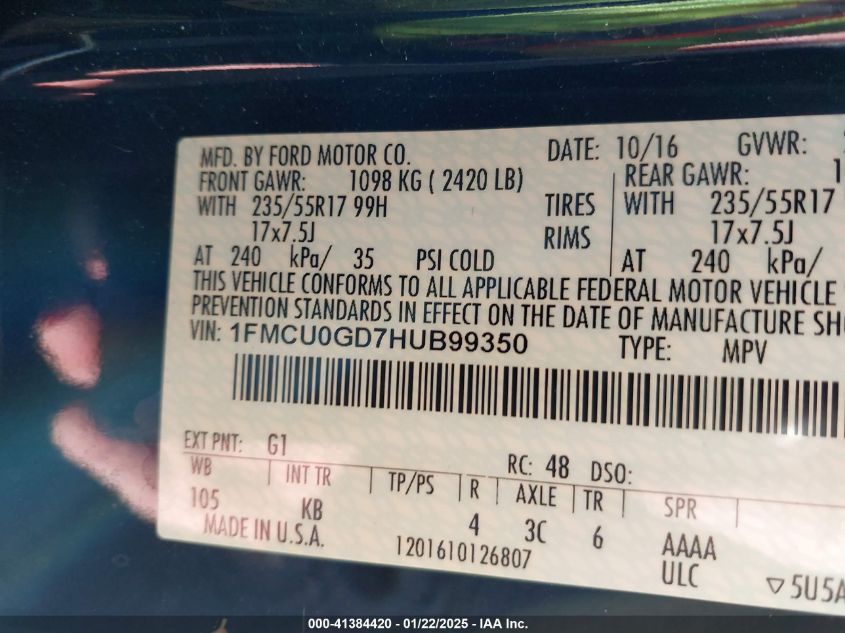 MFD. BY FORD MOTOR CO. DATE: 10/16 GVWR:
FRONT GAWR: 1098 KG ( 2420 LB) REAR GAWR: 1
WITH 235/55R17 99H TIRES WITH 235/55R17
17x7.5J RIMS 17x7.5J
AT 240 kPa/ 35 PSI COLD AT 240 kPa/
THIS VEHICLE CONFORMS TO ALL APPLICABLE FEDERAL MOTOR VEHICLE
PREVENTION STANDARDS IN EFFECT ON THE DATE OF MANUFACTURE SHO
VIN: 1FMCU0GD7HUB99350 TYPE: MPV
EXT PNT: G1 RC: 48 DSO:
WB INT TR TP/PS R AXLE TR SPR
105 KB 4 3C 6 AAAA
MADE IN U.S.A. 1201610126807 ULC
▽5U5A
000-41384420 - 01/22/2025 - IAA Inc.